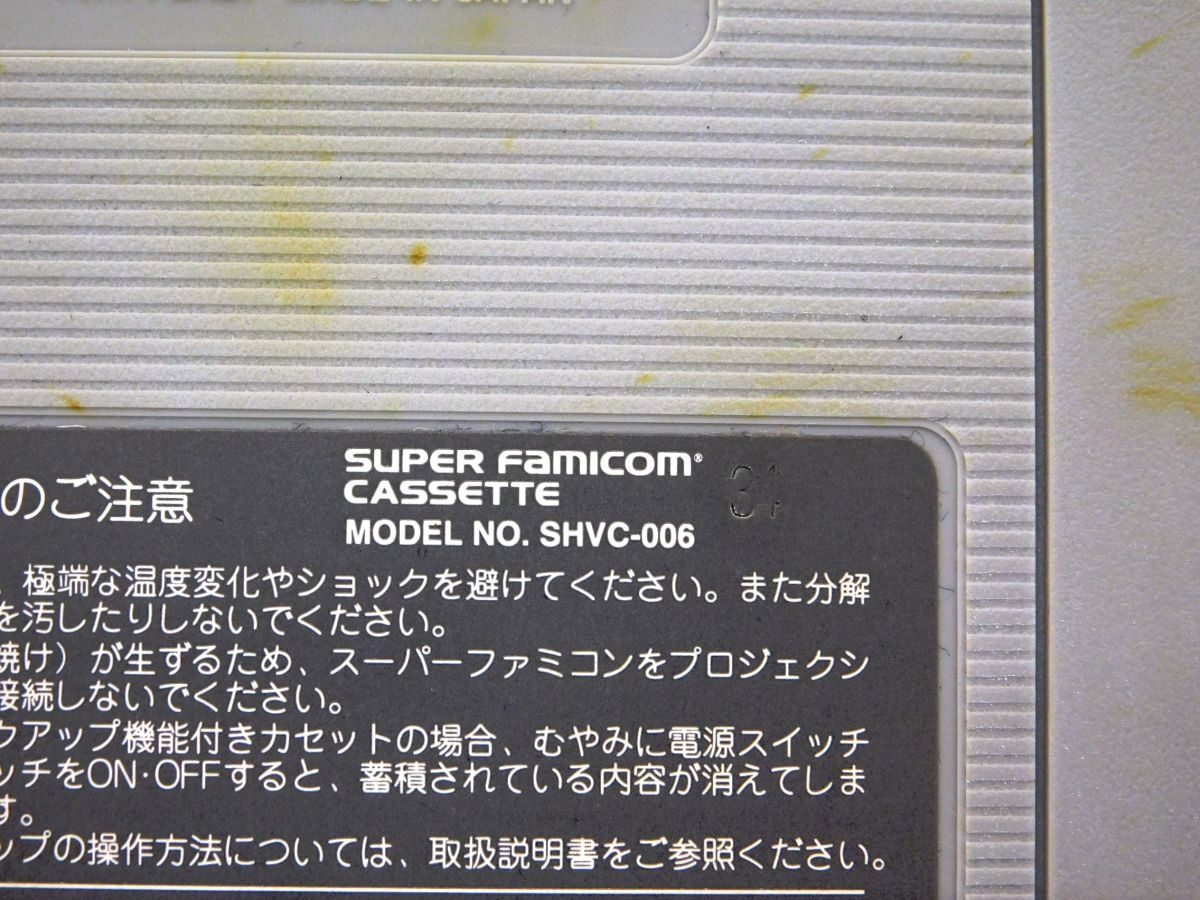 MADE IN JAPAN
のご注意
SUPER FAMICOM®
CASSETTE
MODEL NO. SHVC-006
31
、極端な温度変化やショックを避けてください。また分解
を汚したりしないでください。
焼け）が生ずるため、スーパーファミコンをプロジェクシ
接続しないでください。
クアップ機能付きカセットの場合、むやみに電源スイッチ
ッチをON・OFFすると、蓄積されている内容が消えてしま
す。
ップの操作方法については、取扱説明書をご参照ください。